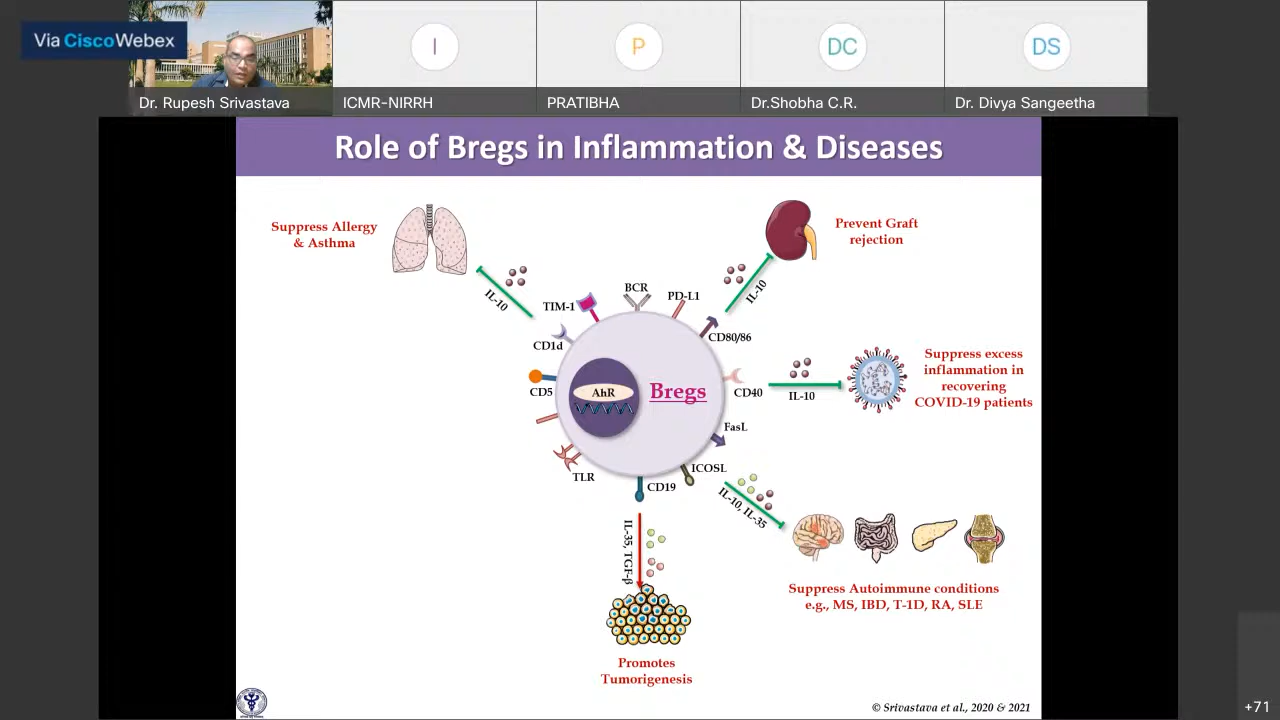 Via CiscoWebex
I
P
DC
DS
Dr. Rupesh Srivastava
ICMR-NIRRH
PRATIBHA
Dr.Shobha C.R.
Dr. Divya Sangeetha
Role of Bregs in Inflammation & Diseases
Suppress Allergy
& Asthma
Prevent Graft
rejection
IL-10
IL-10
TIM-1
BCR
PD-L1
CD80/86
CD1d
CD5
AhR
Bregs
CD40
IL-10
Suppress excess
inflammation in
recovering
COVID-19 patients
FasL
TLR
CD19
ICOSL
IL-10, IL-35
IL-35, TGF-β
Suppress Autoimmune conditions
e.g., MS, IBD, T-1D, RA, SLE
Promotes
Tumorigenesis
© Srivastava et al., 2020 & 2021
+71